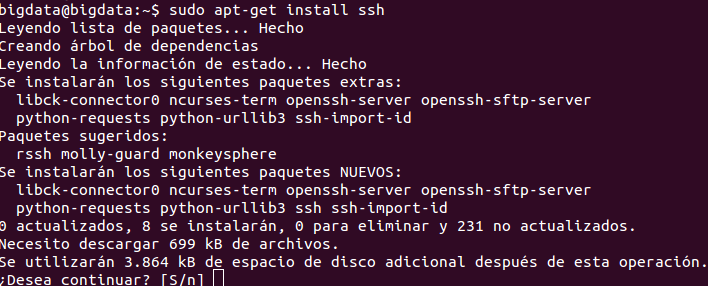 bigdata@bigdata:~$ sudo apt-get install ssh
Leyendo lista de paquetes... Hecho
Creando árbol de dependencias
Leyendo la información de estado... Hecho
Se instalarán los siguientes paquetes extras:
  libck-connector0 ncurses-term openssh-server openssh-sftp-server
  python-requests python-urllib3 ssh-import-id
Paquetes sugeridos:
  rssh molly-guard monkeysphere
Se instalarán los siguientes paquetes NUEVOS:
  libck-connector0 ncurses-term openssh-server openssh-sftp-server
  python-requests python-urllib3 ssh ssh-import-id
0 actualizados, 8 se instalarán, 0 para eliminar y 231 no actualizados.
Necesito descargar 699 kB de archivos.
Se utilizarán 3.864 kB de espacio de disco adicional después de esta operación.
¿Desea continuar? [S/n]